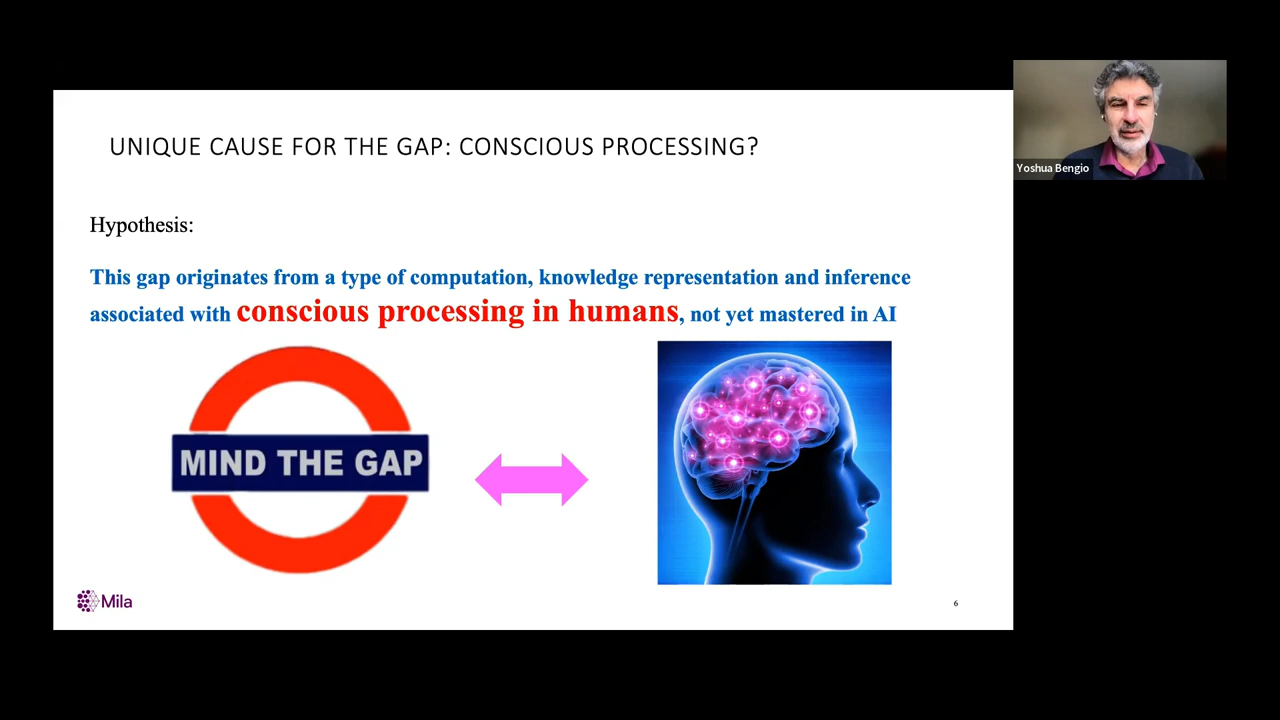 UNIQUE CAUSE FOR THE GAP: CONSCIOUS PROCESSING?
Yoshua Bengio
Hypothesis:
This gap originates from a type of computation, knowledge representation and inference
associated with conscious processing in humans, not yet mastered in AI
MIND THE GAP
Mila
6